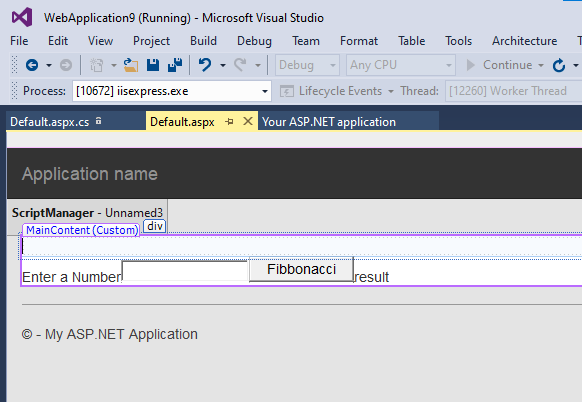 WebApplication9 (Running) - Microsoft Visual Studio
File Edit View Project Build Debug Team Format Table Tools Architecture
Debug Any CPU Continue
Process: [10672] iisexpress.exe Lifecycle Events Thread: [12260] Worker Thread
Default.aspx.cs Default.aspx Your ASP.NET application
Application name
ScriptManager - Unnamed3
MainContent (Custom) div
Enter a Number Fibbonacci result
© - My ASP.NET Application